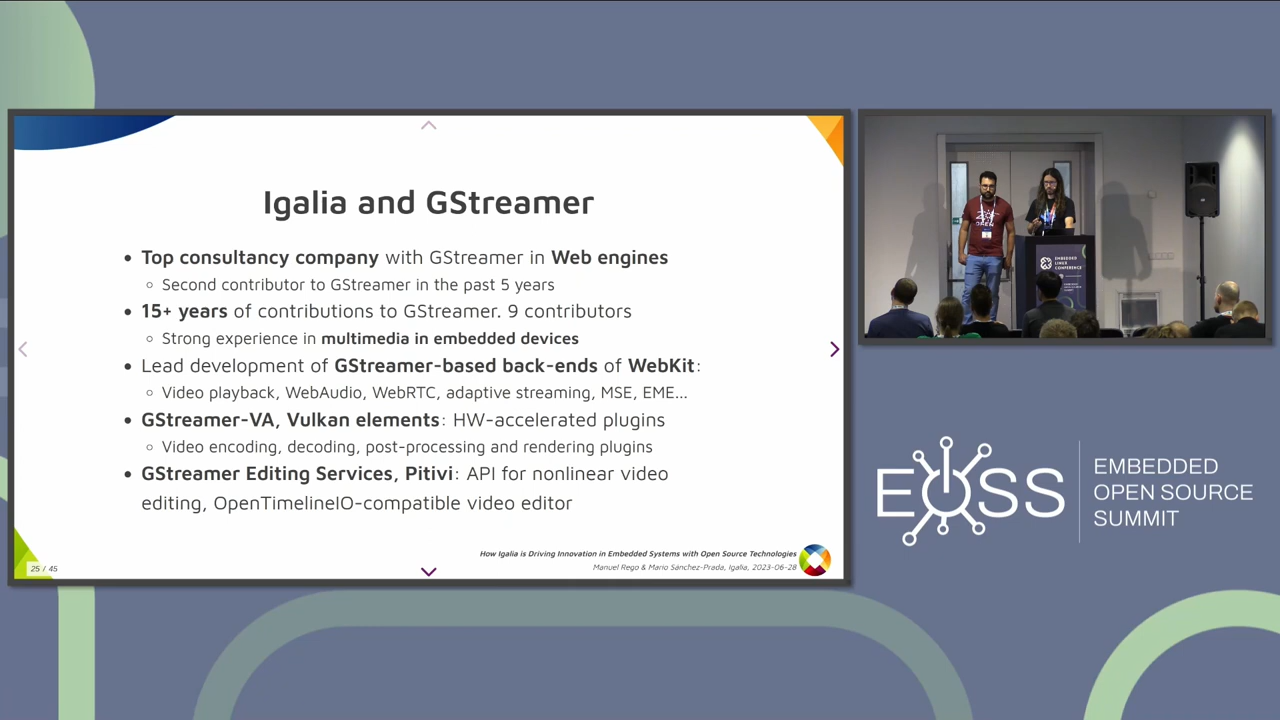 Igalia and GStreamer
• Top consultancy company with GStreamer in Web engines
◦ Second contributor to GStreamer in the past 5 years
• 15+ years of contributions to GStreamer. 9 contributors
◦ Strong experience in multimedia in embedded devices
• Lead development of GStreamer-based back-ends of WebKit:
◦ Video playback, WebAudio, WebRTC, adaptive streaming, MSE, EME...
• GStreamer-VA, Vulkan elements: HW-accelerated plugins
◦ Video encoding, decoding, post-processing and rendering plugins
• GStreamer Editing Services, Pitivi: API for nonlinear video
editing, OpenTimelineIO-compatible video editor
How Igalia is Driving Innovation in Embedded Systems with Open Source Technologies
Manuel Rego & Mario Sánchez-Prada, Igalia, 2023-06-28
25 / 45
EMBEDDED
LINUX
CONFERENCE
EOSS
EMBEDDED
OPEN SOURCE
SUMMIT